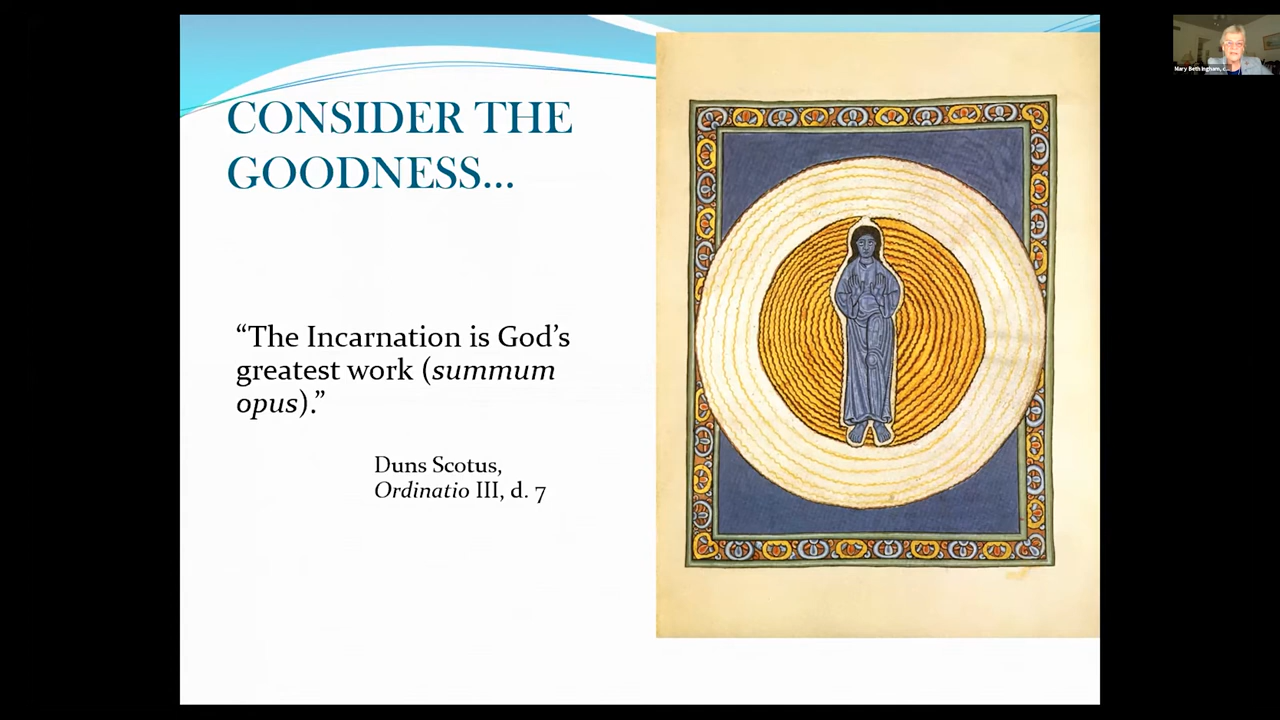 CONSIDER THE
GOODNESS...
“The Incarnation is God’s
greatest work (summum
opus).”
Duns Scotus,
Ordinatio III, d. 7
Mary Beth Ingham, c...